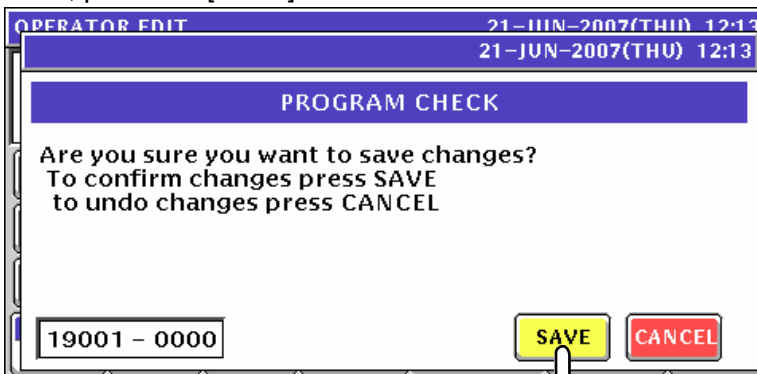 OPERATOR EDIT 21-JUN-2007(THU) 12:13
21-JUN-2007(THU) 12:13
PROGRAM CHECK
Are you sure you want to save changes?
To confirm changes press SAVE
to undo changes press CANCEL
19001 - 0000 SAVE CANCEL